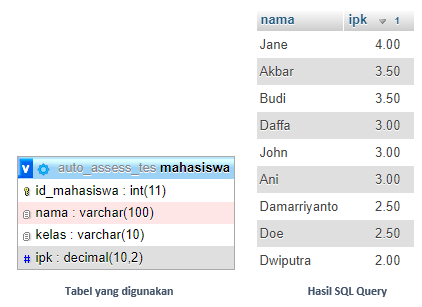 nama ipk 1
Jane 4.00
Akbar 3.50
Budi 3.50
Daffa 3.00
John 3.00
Ani 3.00
Damarriyanto 2.50
Doe 2.50
Dwiputra 2.00
v auto_assess_tes mahasiswa
id_mahasiswa : int(11)
nama : varchar(100)
kelas : varchar(10)
# ipk : decimal(10,2)
Tabel yang digunakan
Hasil SQL Query